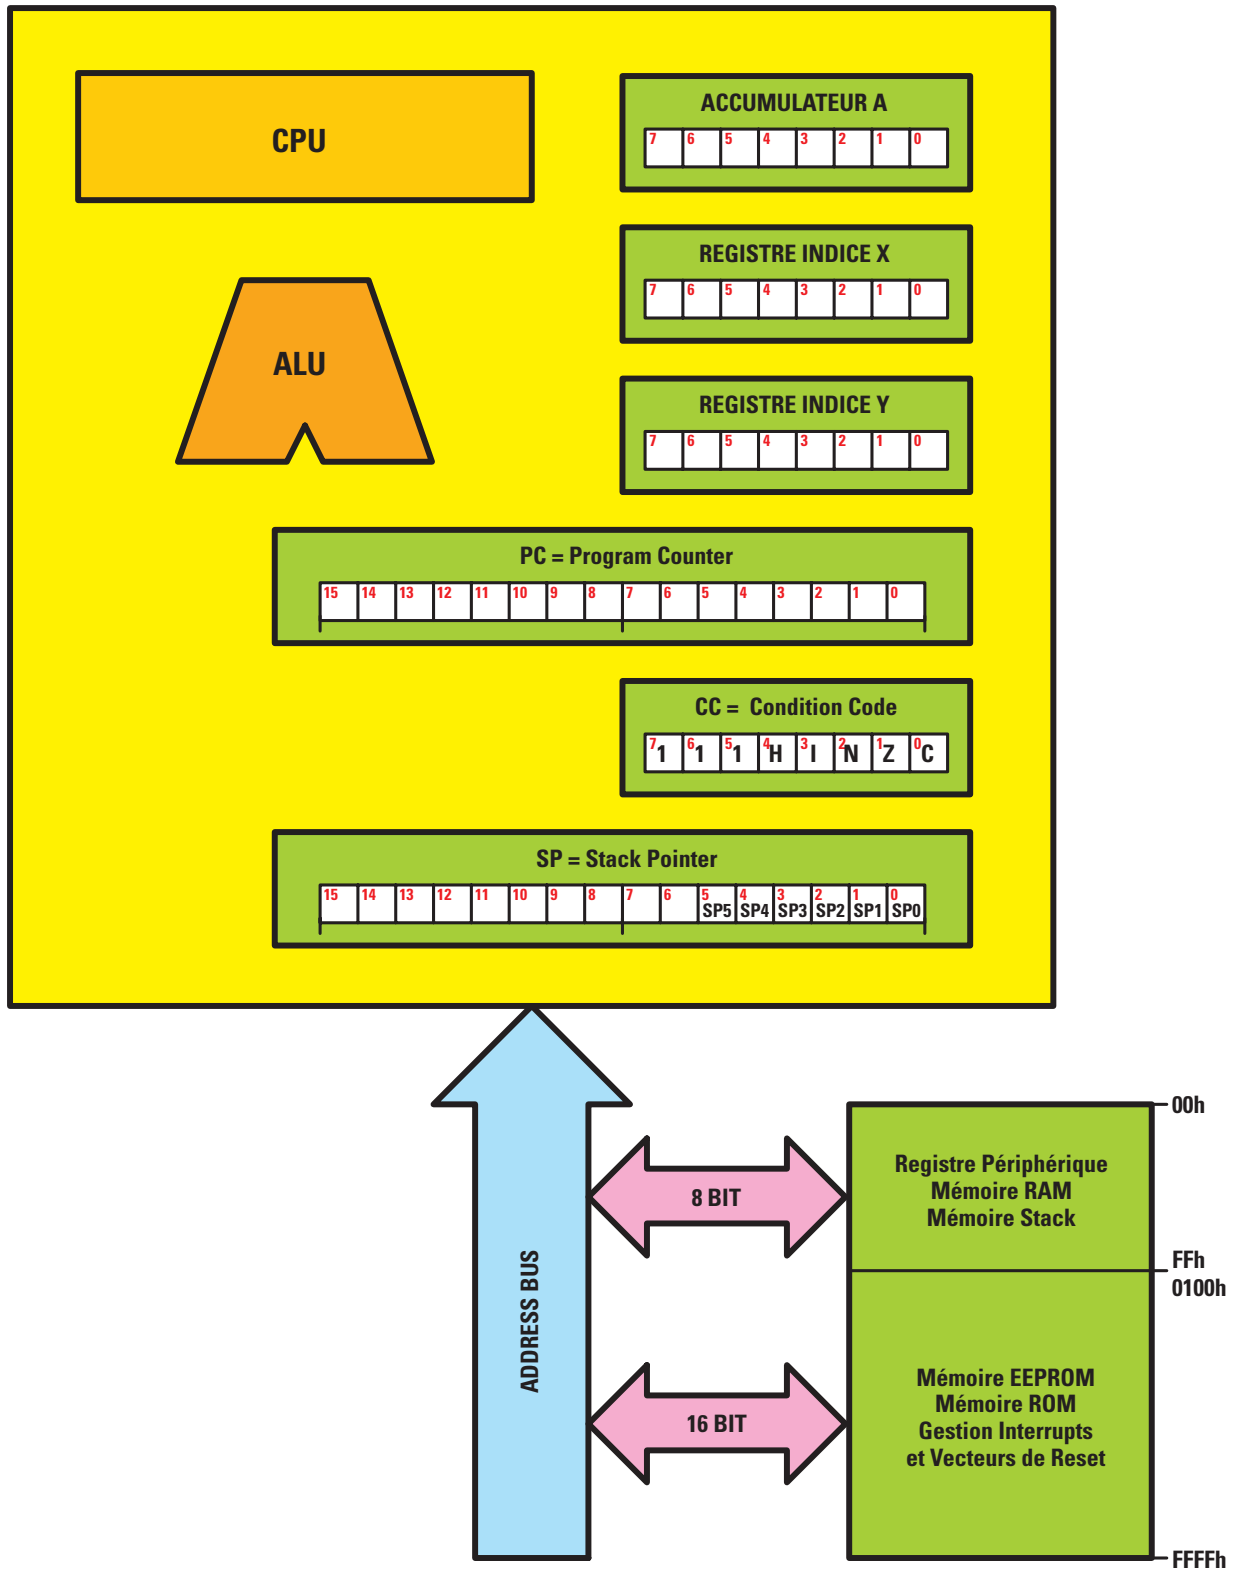 CPU
ACCUMULATEUR A
7 6 5 4 3 2 1 0
REGISTRE INDICE X
7 6 5 4 3 2 1 0
ALU
REGISTRE INDICE Y
7 6 5 4 3 2 1 0
PC = Program Counter
15 14 13 12 11 10 9 8 7 6 5 4 3 2 1 0
CC = Condition Code
7 6 5 4 3 2 1 0
1 1 1 H I N Z C
SP = Stack Pointer
15 14 13 12 11 10 9 8 7 6 5 4 3 2 1 0
SP5 SP4 SP3 SP2 SP1 SP0
ADDRESS BUS
8 BIT
16 BIT
00h
Registre Périphérique
Mémoire RAM
Mémoire Stack
FFh
0100h
Mémoire EEPROM
Mémoire ROM
Gestion Interrupts
et Vecteurs de Reset
FFFFh